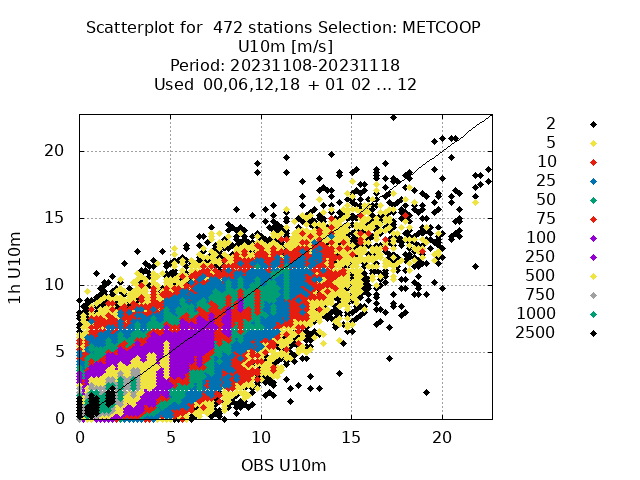 Scatterplot for  472 stations Selection: METCOOP
U10m [m/s]
Period: 20231108-20231118
Used  00,06,12,18  + 01 02 ... 12
2
5
10
25
50
75
100
250
500
750
1000
2500
20
15
10
5
0
1h U10m
0 5 10 15 20
OBS U10m